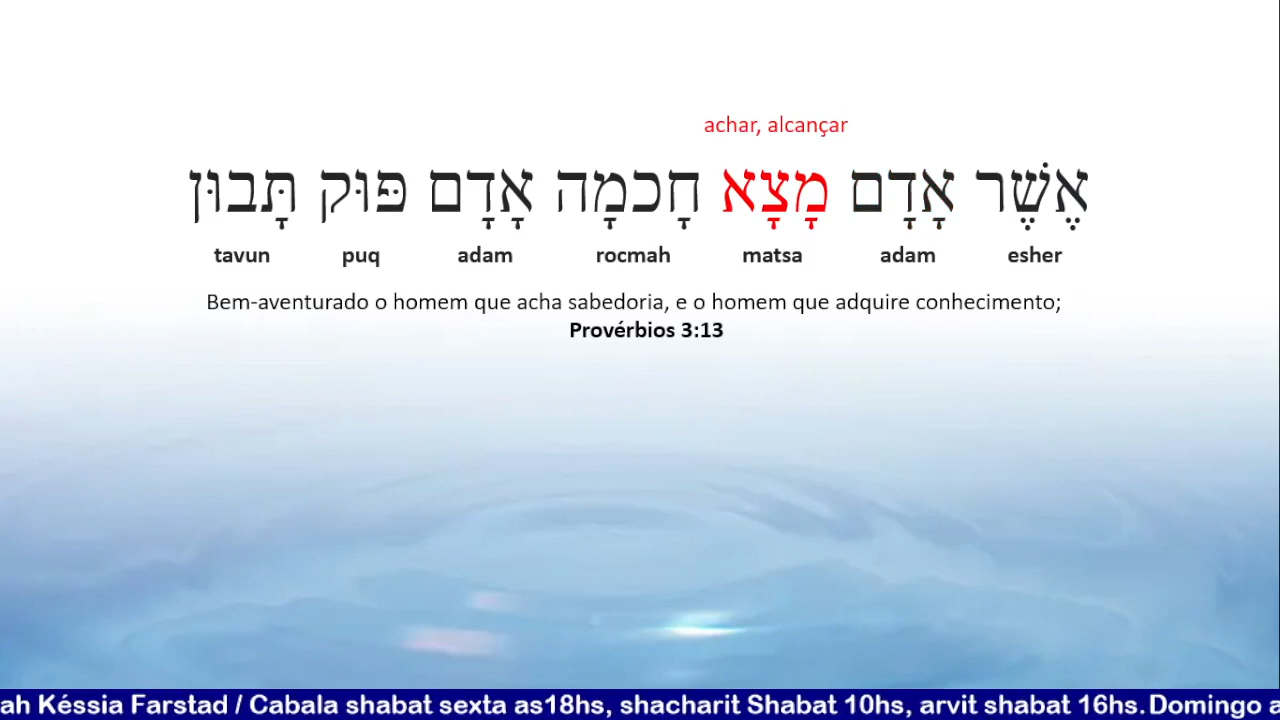 achar, alcançar
אֶשֶׁר אָדָם מָצָא חָכמָה אָדָם פּוּק תָּבוּן
tavun puq adam rocmah matsa adam esher
Bem-aventurado o homem que acha sabedoria, e o homem que adquire conhecimento;
Provérbios 3:13
ah Késsia Farstad / Cabala shabat sexta as18hs, shacharit Shabat 10hs, arvit shabat 16hs.Domingo a